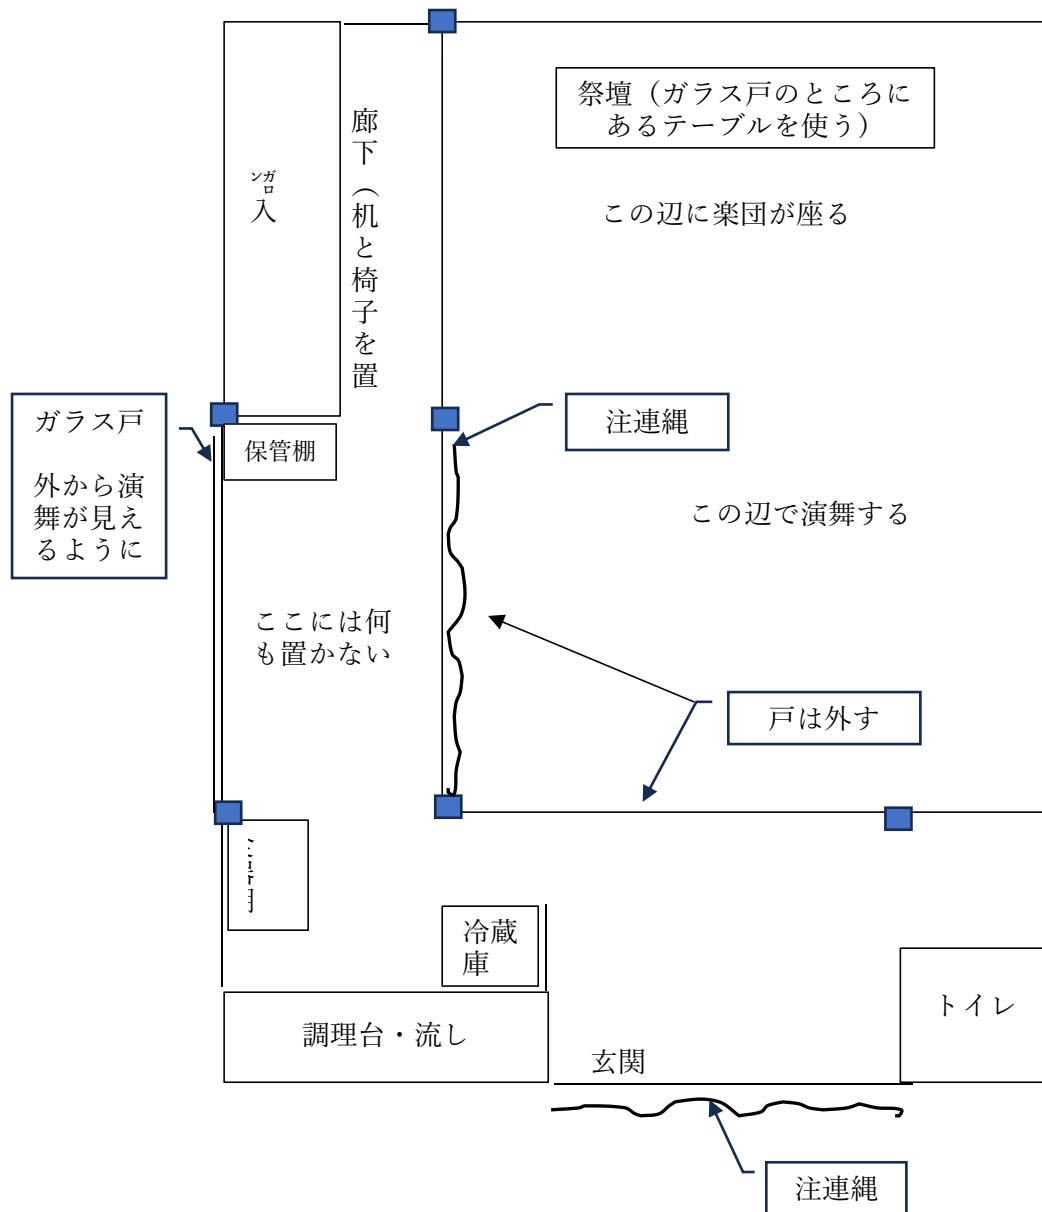 祭壇（ガラス戸のところに
あるテーブルを使う）
廊下（机と椅子を置
ガロン
入
この辺に楽団が座る
ガラス戸
外から演
舞が見え
るように
保管棚
注連縄
この辺で演舞する
ここには何
も置かない
戸は外す
冷蔵
庫
調理台・流し
トイレ
玄関
注連縄